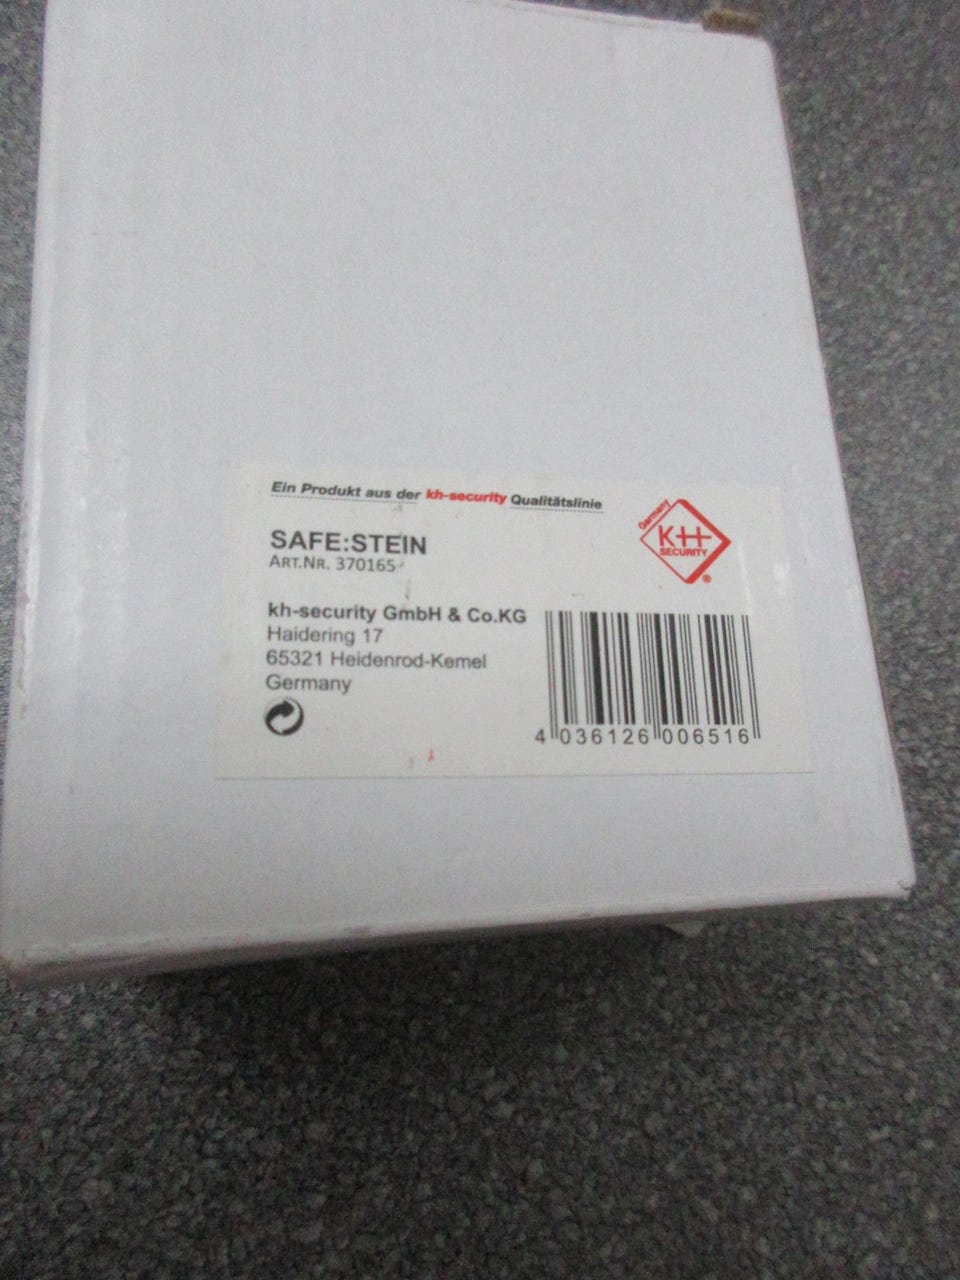 Ein Produkt aus der kh-security Qualitätslinie
Germany
KH
SECURITY
®
SAFE:STEIN
ART.NR. 370165
kh-security GmbH & Co.KG
Haidering 17
65321 Heidenrod-Kemel
Germany
4 036126 006516